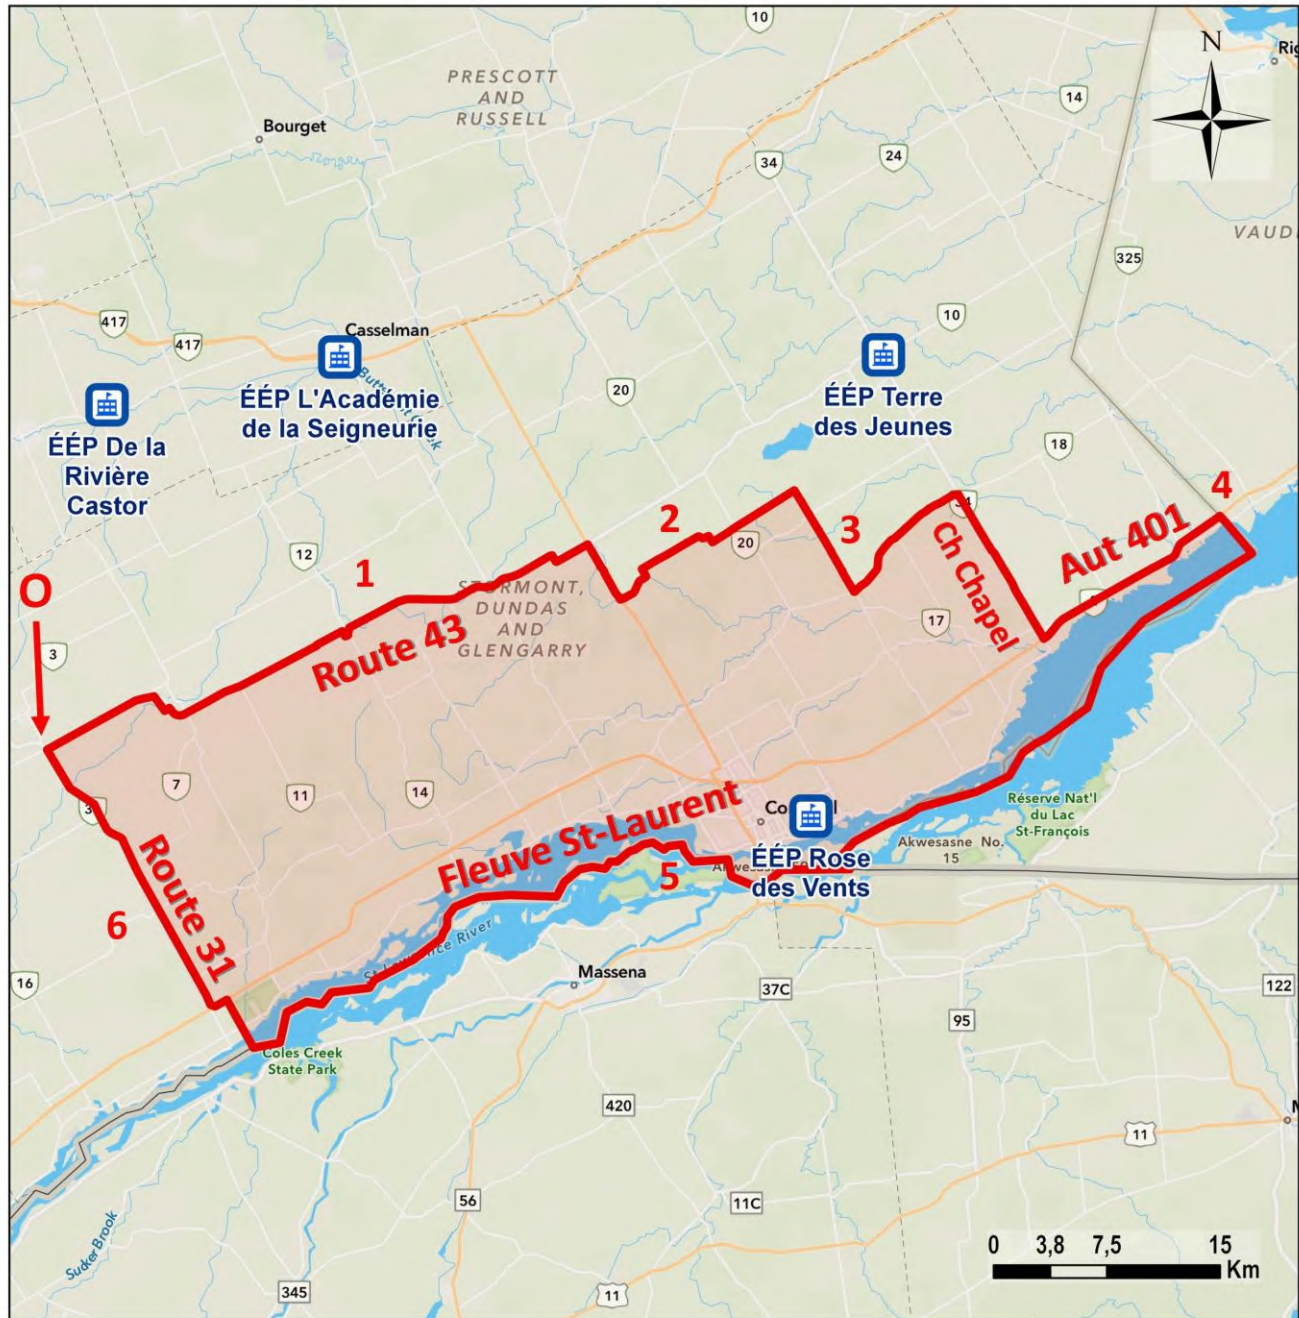 10
N
PRESCOTT
AND
RUSSELL
14
Bourget
34
24
325
417
417
Casselman
10
ÉÉP L'Académie
de la Seigneurie
ÉÉP Terre
des Jeunes
20
ÉÉP De la
Rivière
Castor
18
12
1
2
3
4
34
20
Aut 401
Ch Chapel
O
3
STORMONT,
DUNDAS
AND
GLENGARRY
Route 43
17
7
11
14
Fleuve St-Laurent
Réserve Nat'l
du Lac
St-François
Akwesasne No.
15
ÉÉP Rose
des Vents
5
Route 31
6
St Lawrence River
16
Massena
37C
122
95
Coles Creek
State Park
420
11
56
11C
Sucker Brook
345
11
0 3,8 7,5 15
Km